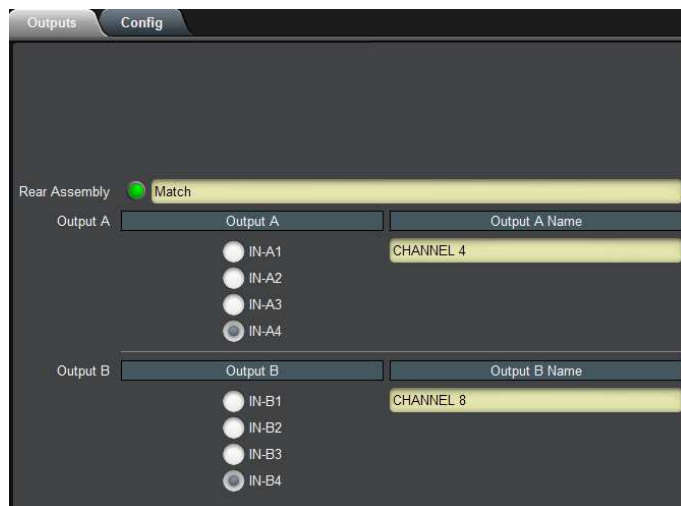 Outputs Config
Rear Assembly Match
Output A Output A Output A Name
IN-A1 CHANNEL 4
IN-A2
IN-A3
IN-A4
Output B Output B Output B Name
IN-B1 CHANNEL 8
IN-B2
IN-B3
IN-B4